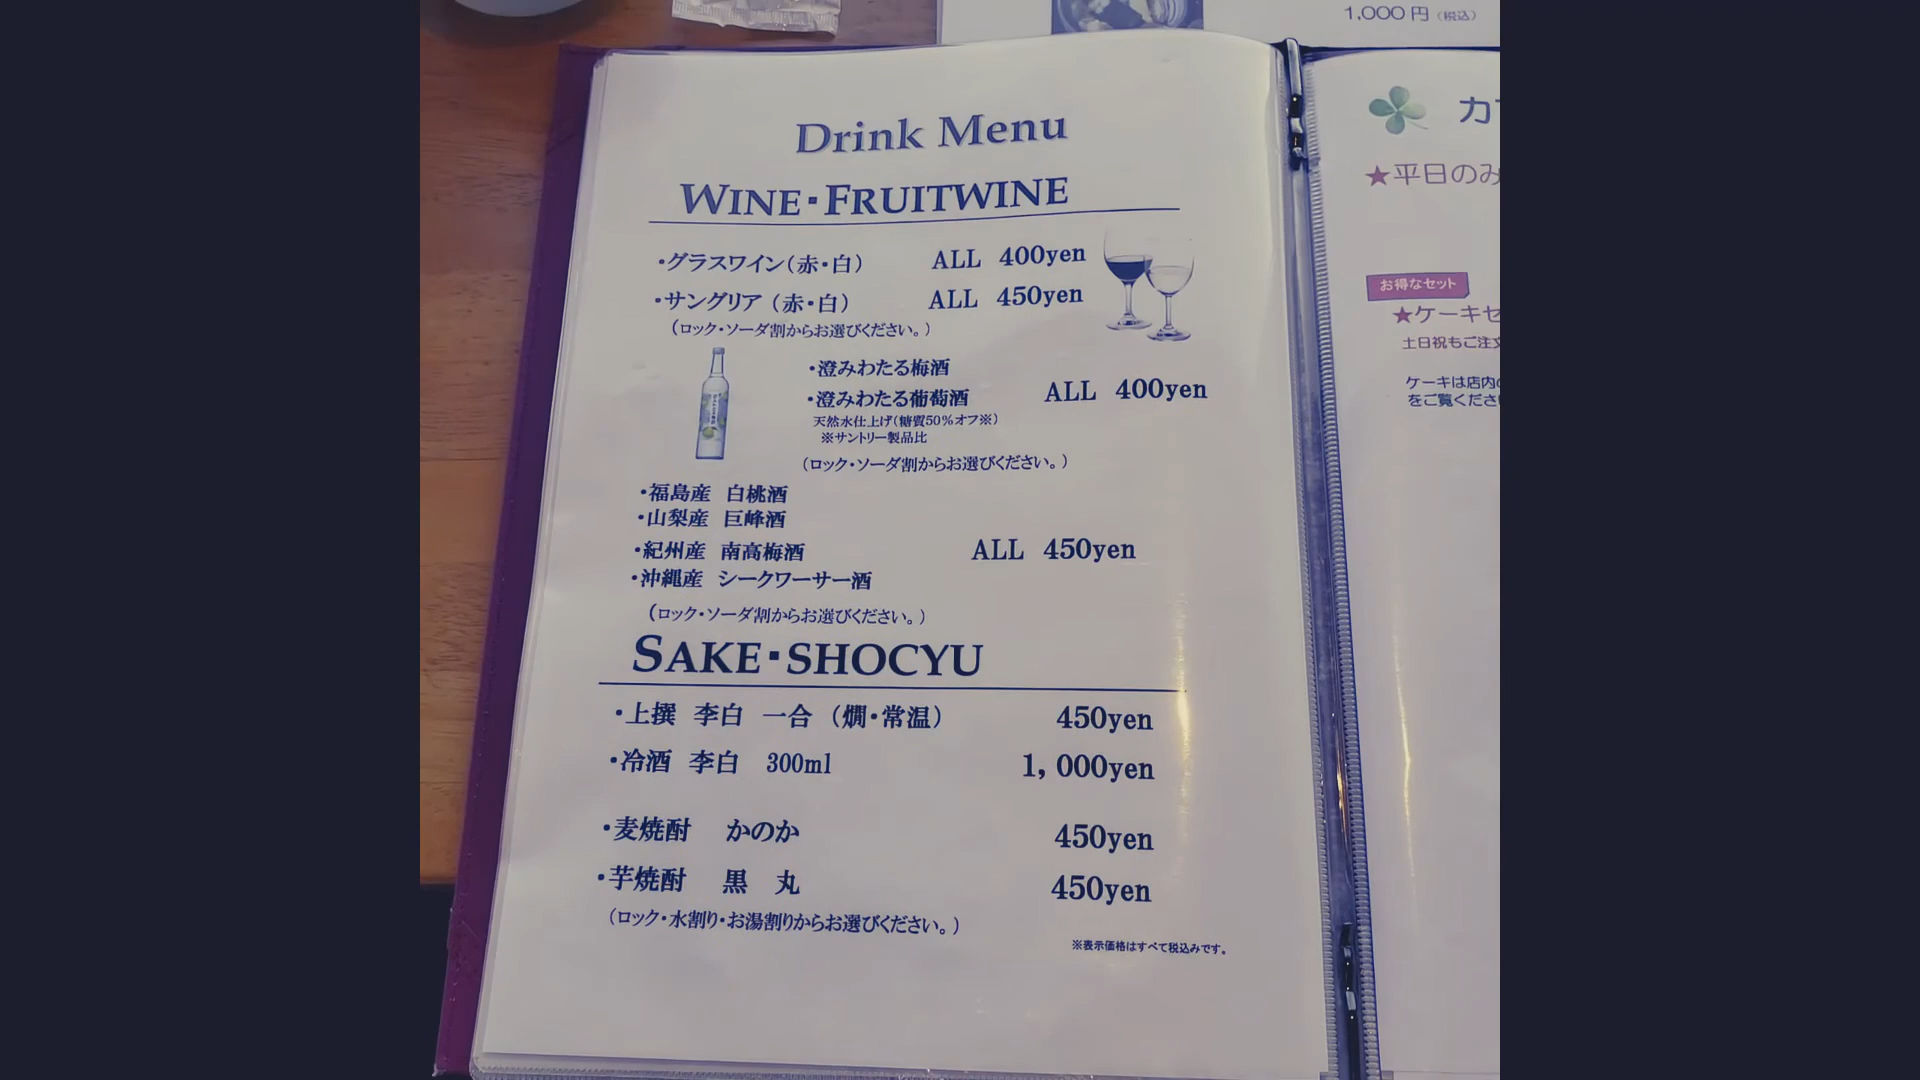 1,000円（税込）
Drink Menu
WINE・FRUITWINE
・グラスワイン（赤・白） ALL 400yen
・サングリア（赤・白） ALL 450yen
（ロック・ソーダ割からお選びください。）
・澄みわたる梅酒
・澄みわたる葡萄酒 ALL 400yen
天然水仕上げ（糖質50％オフ※）
※サントリー製品比
（ロック・ソーダ割からお選びください。）
・福島産 白桃酒
・山梨産 巨峰酒
・紀州産 南高梅酒 ALL 450yen
・沖縄産 シークワーサー酒
（ロック・ソーダ割からお選びください。）
SAKE・SHOCYU
・上撰 李白 一合 （燗・常温） 450yen
・冷酒 李白 300ml 1,000yen
・麦焼酎 かのか 450yen
・芋焼酎 黒 丸 450yen
（ロック・水割り・お湯割りからお選びください。）
※表示価格はすべて税込みです。
カ
★平日のみ
お得なセット
★ケーキセ
土日祝もご注文
ケーキは店内の
をご覧くださ